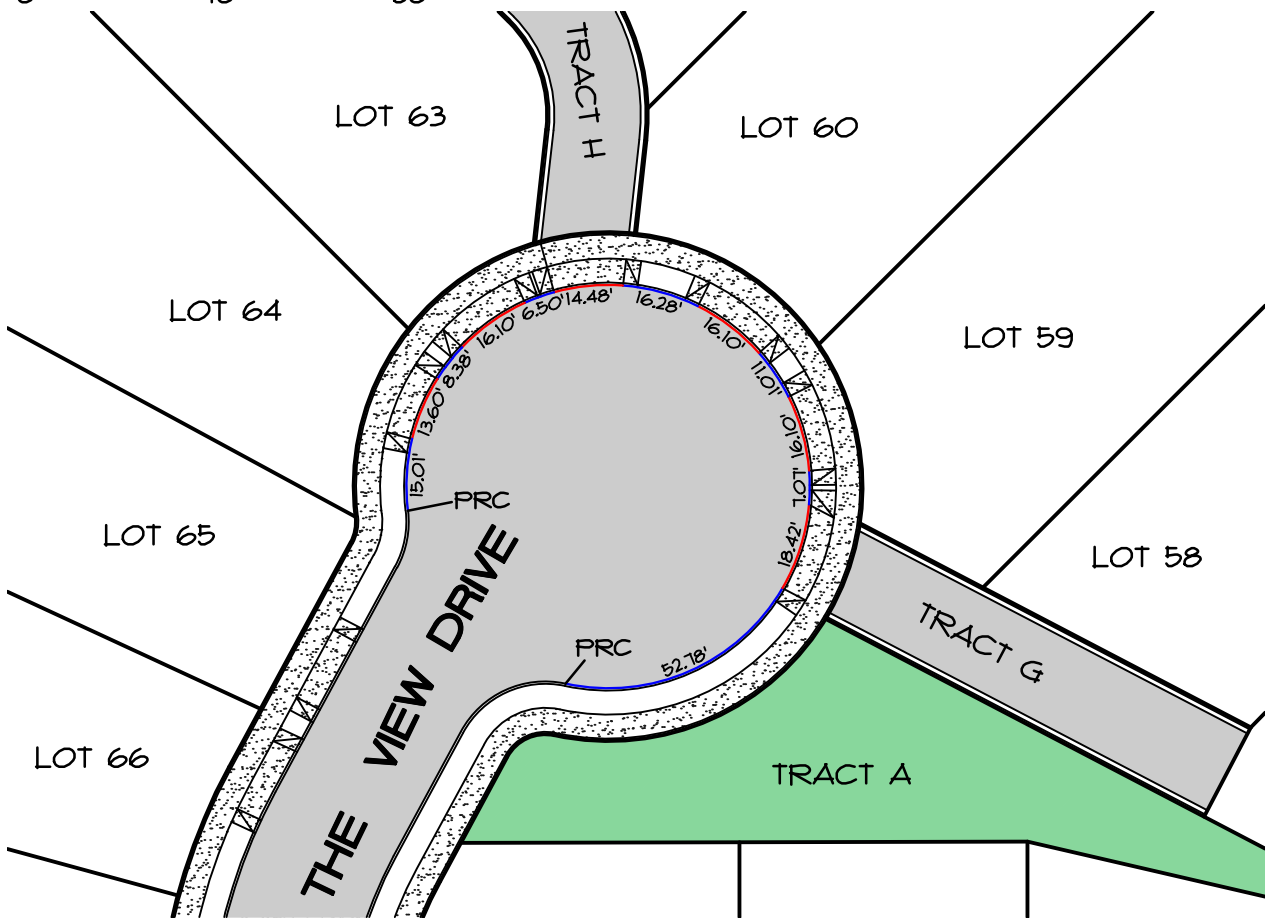 TRACT H
LOT 63
LOT 60
LOT 64
LOT 59
6.50'
14.48'
16.28'
16.10'
16.10'
8.38'
11.01'
13.60'
16.10'
15.01'
7.07'
PRC
LOT 65
18.42'
LOT 58
THE VIEW DRIVE
TRACT G
PRC
52.78'
LOT 66
TRACT A